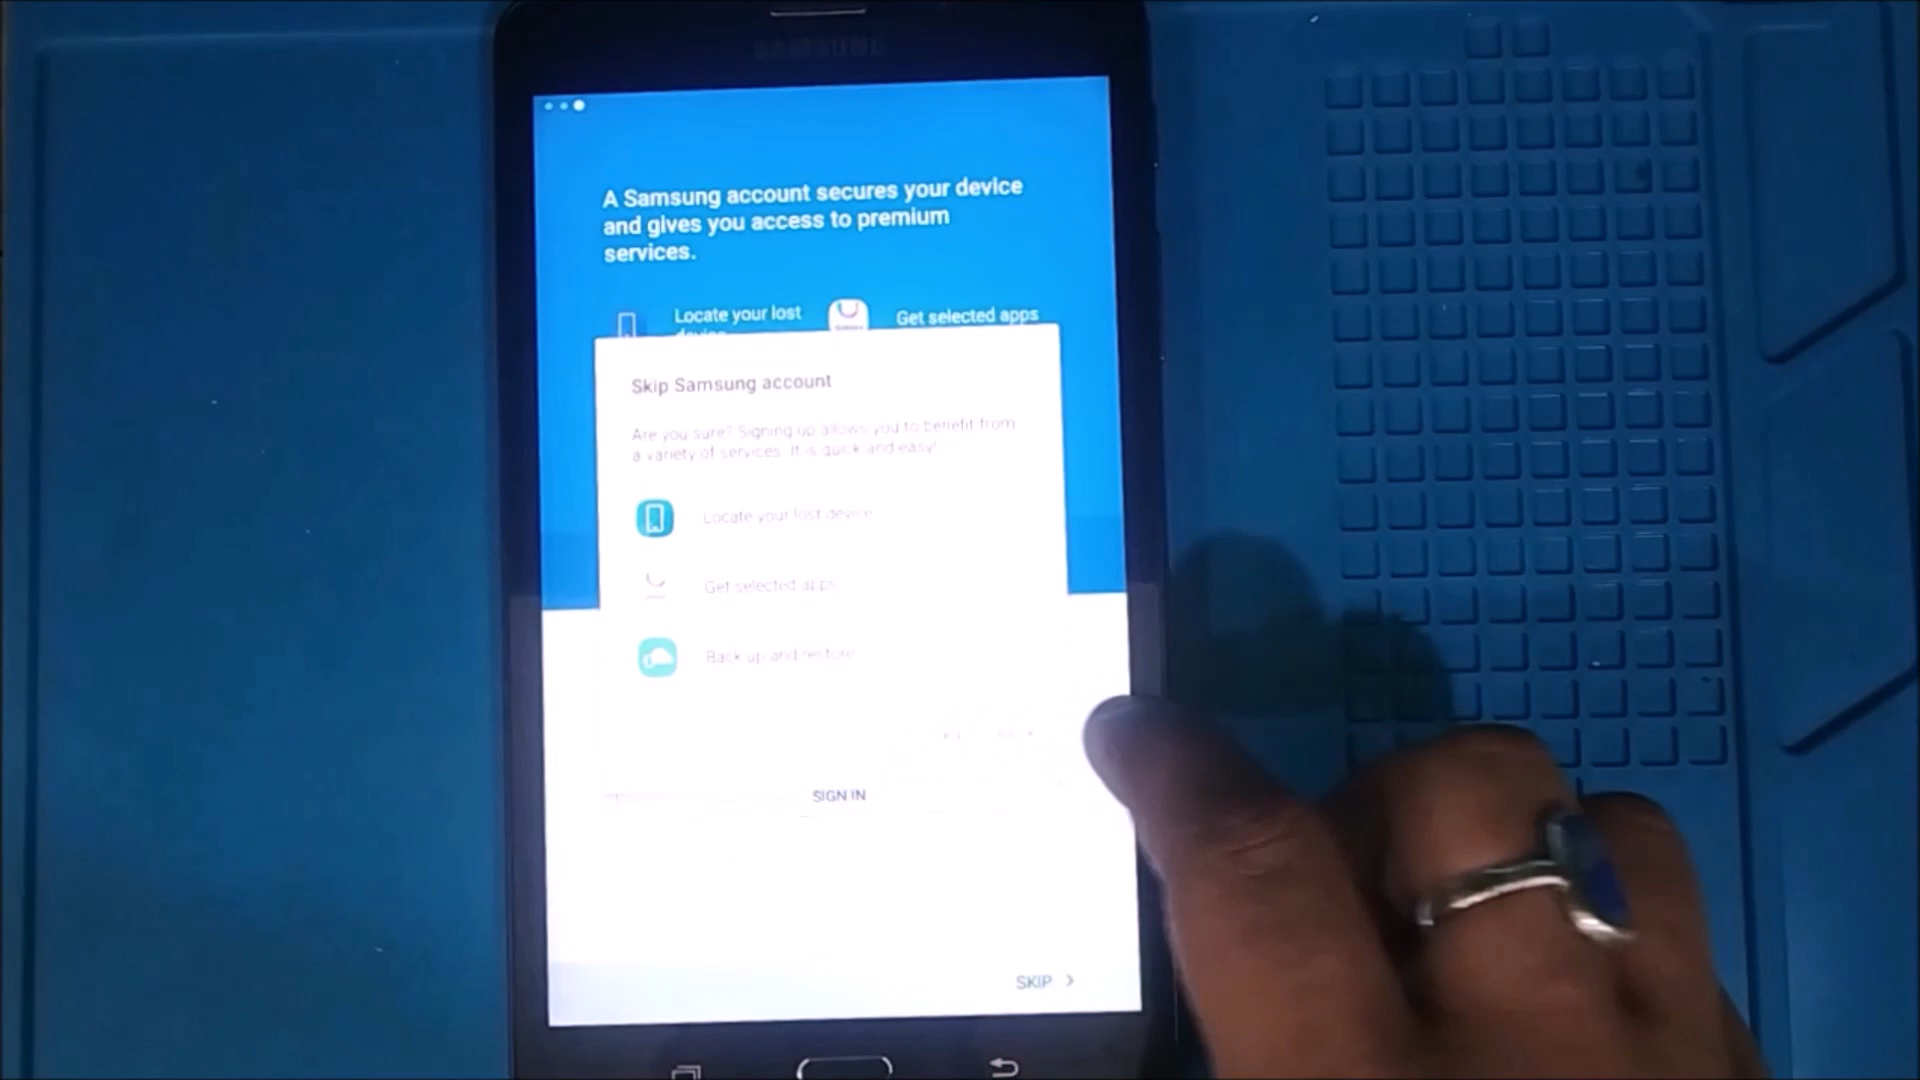 SAMSUNG
A Samsung account secures your device
and gives you access to premium
services.
Locate your lost
device
Get selected apps
Skip Samsung account
Are you sure? Signing up allows you to benefit from
a variety of services. It is quick and easy!
Locate your lost device
Get selected apps
Back up and restore
SIGN IN
SKIP >